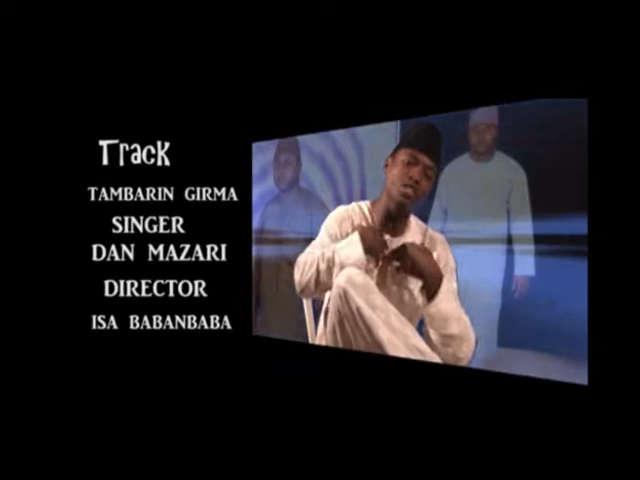 Track
TAMBARIN GIRMA
SINGER
DAN MAZARI
DIRECTOR
ISA BABANBABA